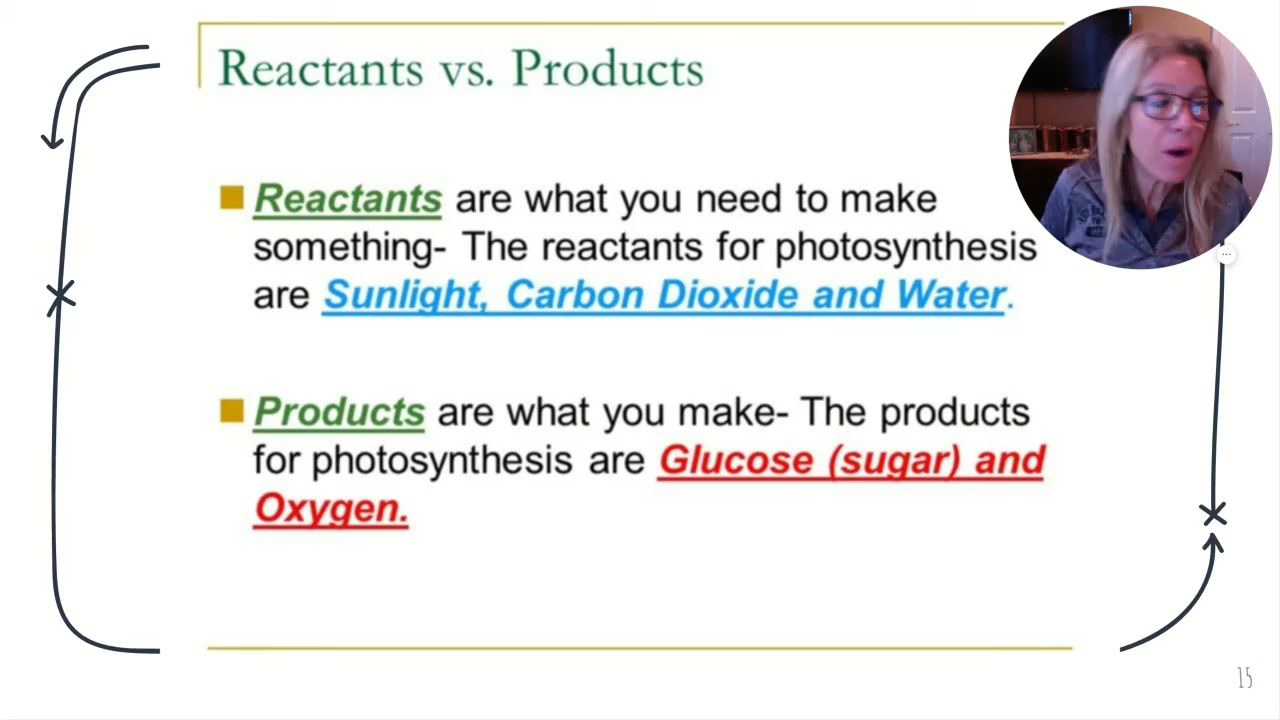 Reactants vs. Products
Reactants are what you need to make
something- The reactants for photosynthesis
are Sunlight, Carbon Dioxide and Water.
Products are what you make- The products
for photosynthesis are Glucose (sugar) and
Oxygen.
15